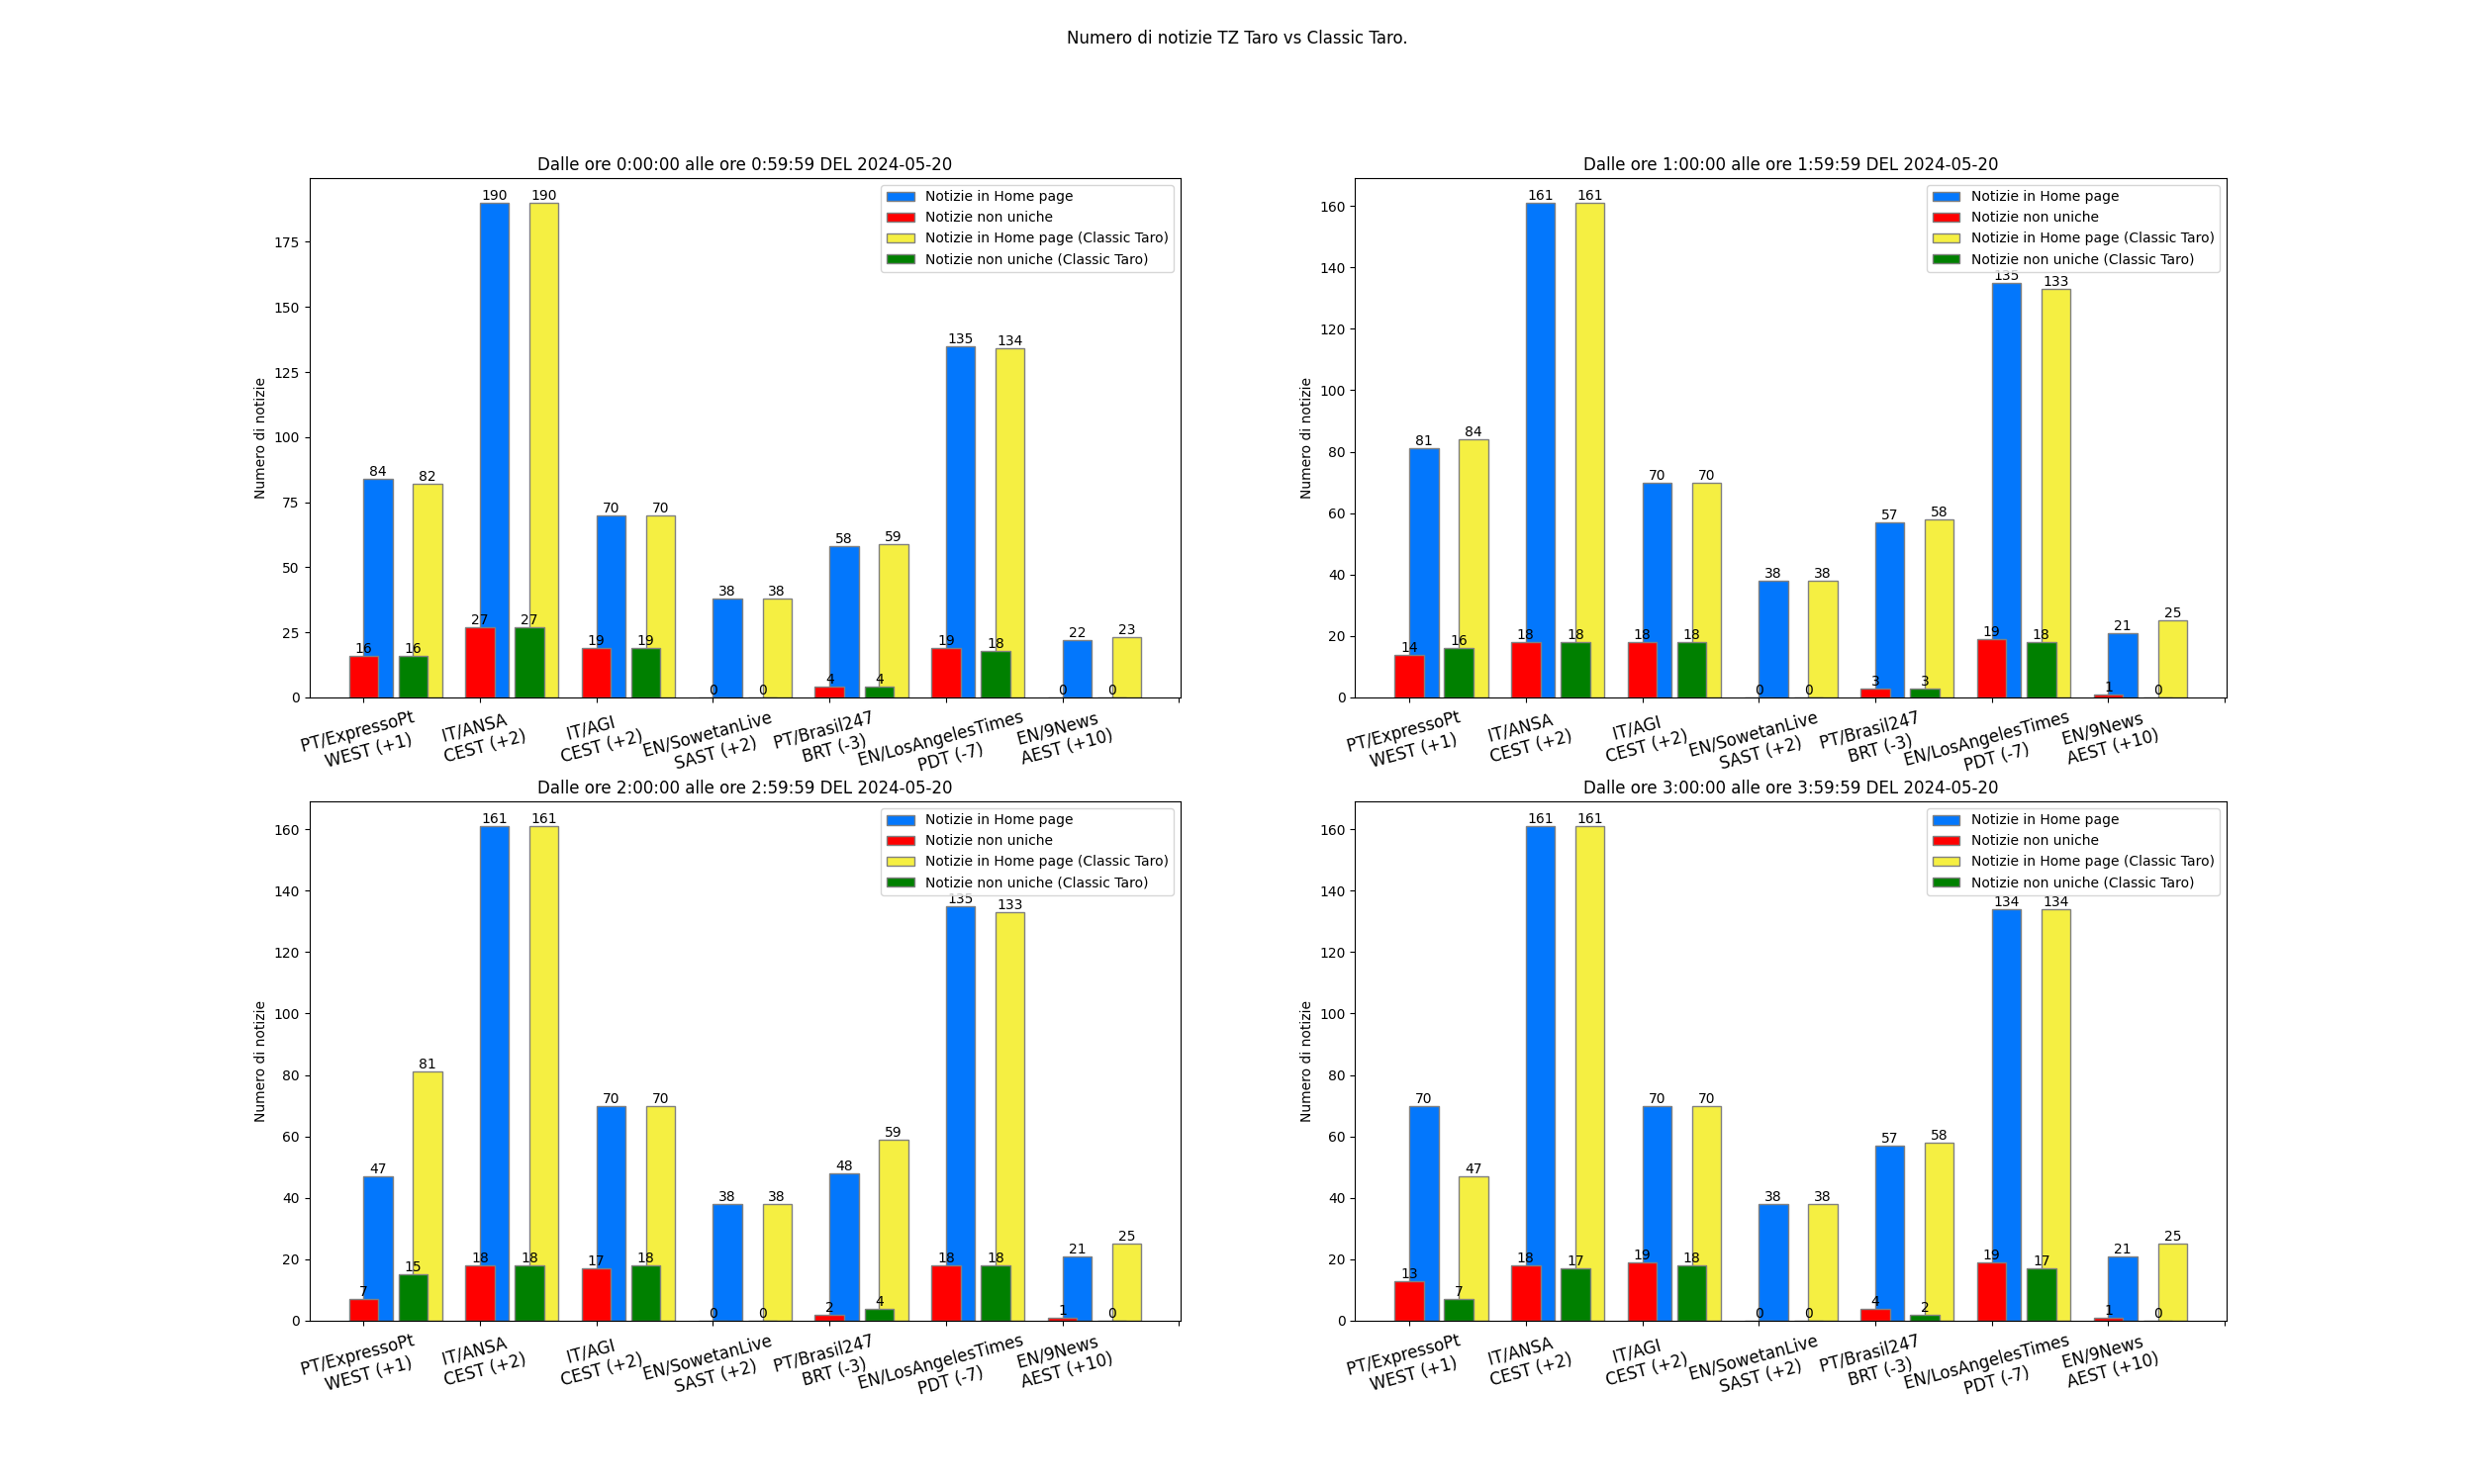 Numero di notizie TZ Taro vs Classic Taro.
Dalle ore 0:00:00 alle ore 0:59:59 DEL 2024-05-20
Numero di notizie
175
150
125
100
75
50
25
0
Notizie in Home page
Notizie non uniche
Notizie in Home page (Classic Taro)
Notizie non uniche (Classic Taro)
84 82 190 190 70 70 38 38 58 59 135 134 22 23
16 16 27 27 19 19 0 0 4 4 19 18 0 0
PT/ExpressoPt
WEST (+1)
IT/ANSA
CEST (+2)
IT/AGI
CEST (+2)
EN/SowetanLive
SAST (+2)
PT/Brasil247
BRT (-3)
EN/LosAngelesTimes
PDT (-7)
EN/9News
AEST (+10)
Dalle ore 1:00:00 alle ore 1:59:59 DEL 2024-05-20
Numero di notizie
160
140
120
100
80
60
40
20
0
Notizie in Home page
Notizie non uniche
Notizie in Home page (Classic Taro)
Notizie non uniche (Classic Taro)
81 84 161 161 70 70 38 38 57 58 135 133 21 25
14 16 18 18 18 18 0 0 3 3 19 18 1 0
PT/ExpressoPt
WEST (+1)
IT/ANSA
CEST (+2)
IT/AGI
CEST (+2)
EN/SowetanLive
SAST (+2)
PT/Brasil247
BRT (-3)
EN/LosAngelesTimes
PDT (-7)
EN/9News
AEST (+10)
Dalle ore 2:00:00 alle ore 2:59:59 DEL 2024-05-20
Numero di notizie
160
140
120
100
80
60
40
20
0
Notizie in Home page
Notizie non uniche
Notizie in Home page (Classic Taro)
Notizie non uniche (Classic Taro)
47 81 161 161 70 70 38 38 48 59 135 133 21 25
7 15 18 18 17 18 0 0 2 4 18 18 1 0
PT/ExpressoPt
WEST (+1)
IT/ANSA
CEST (+2)
IT/AGI
CEST (+2)
EN/SowetanLive
SAST (+2)
PT/Brasil247
BRT (-3)
EN/LosAngelesTimes
PDT (-7)
EN/9News
AEST (+10)
Dalle ore 3:00:00 alle ore 3:59:59 DEL 2024-05-20
Numero di notizie
160
140
120
100
80
60
40
20
0
Notizie in Home page
Notizie non uniche
Notizie in Home page (Classic Taro)
Notizie non uniche (Classic Taro)
70 47 161 161 70 70 38 38 57 58 134 134 21 25
13 7 18 17 19 18 0 0 4 2 19 17 1 0
PT/ExpressoPt
WEST (+1)
IT/ANSA
CEST (+2)
IT/AGI
CEST (+2)
EN/SowetanLive
SAST (+2)
PT/Brasil247
BRT (-3)
EN/LosAngelesTimes
PDT (-7)
EN/9News
AEST (+10)